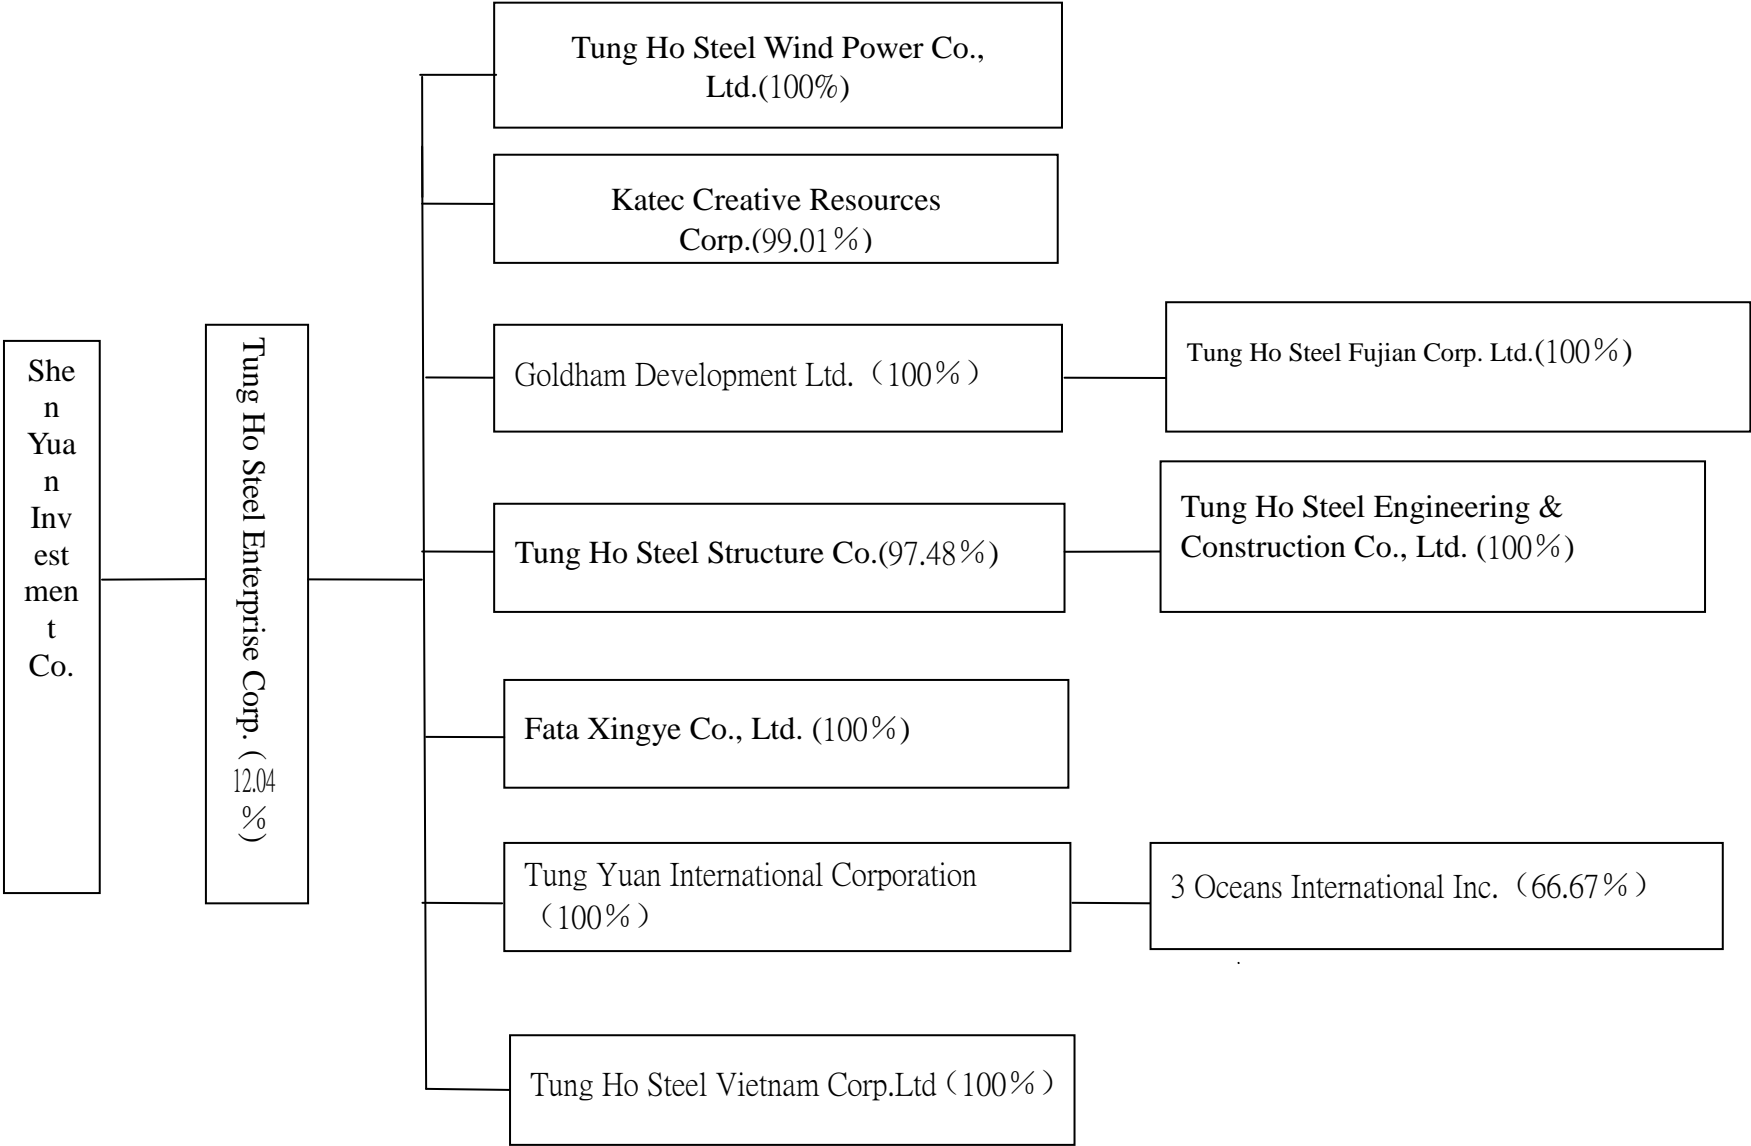 Tung Ho Steel Wind Power Co.,
Ltd.(100%)
Katec Creative Resources
Corp.(99.01％)
She
n
Yua
n
Inv
est
men
t
Co.
Tung Ho Steel Enterprise Corp.（
12.04
％）
Goldham Development Ltd.（100％）
Tung Ho Steel Fujian Corp. Ltd.(100％)
Tung Ho Steel Structure Co.(97.48％)
Tung Ho Steel Engineering &
Construction Co., Ltd. (100％)
Fata Xingye Co., Ltd. (100％)
Tung Yuan International Corporation
（100％）
3 Oceans International Inc.（66.67％）
Tung Ho Steel Vietnam Corp.Ltd（100％）